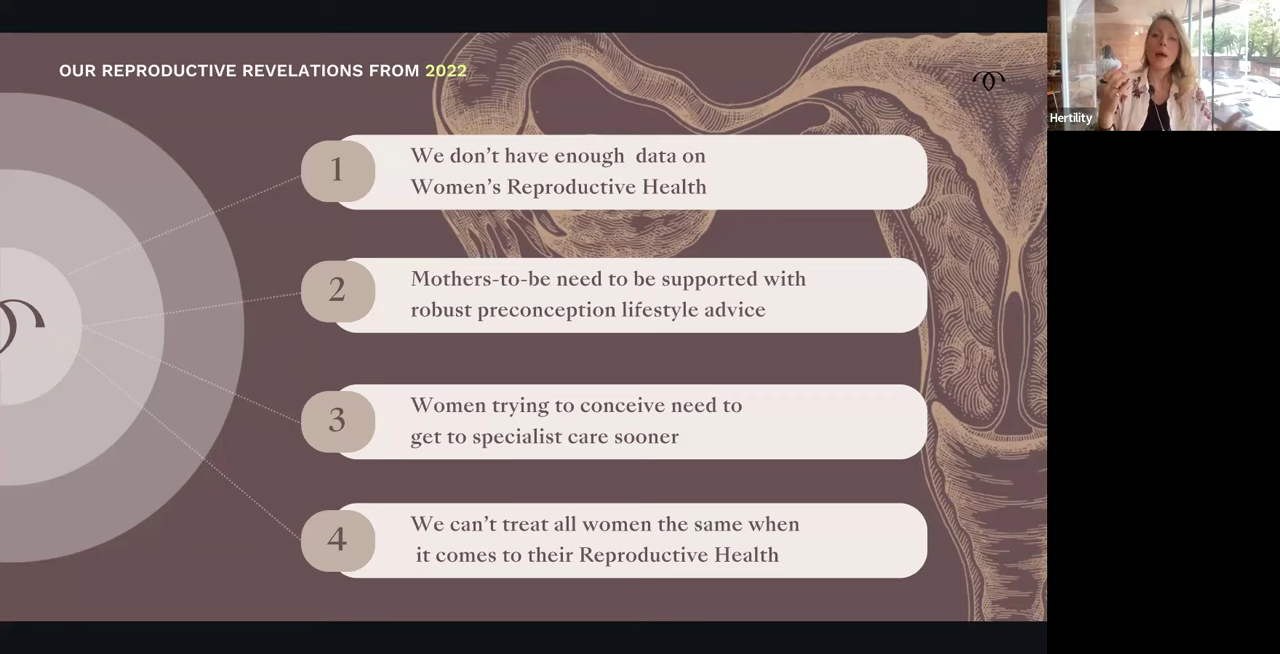 OUR REPRODUCTIVE REVELATIONS FROM 2022
Hertility
1
We don't have enough data on
Women's Reproductive Health
2
Mothers-to-be need to be supported with
robust preconception lifestyle advice
3
Women trying to conceive need to
get to specialist care sooner
4
We can't treat all women the same when
it comes to their Reproductive Health